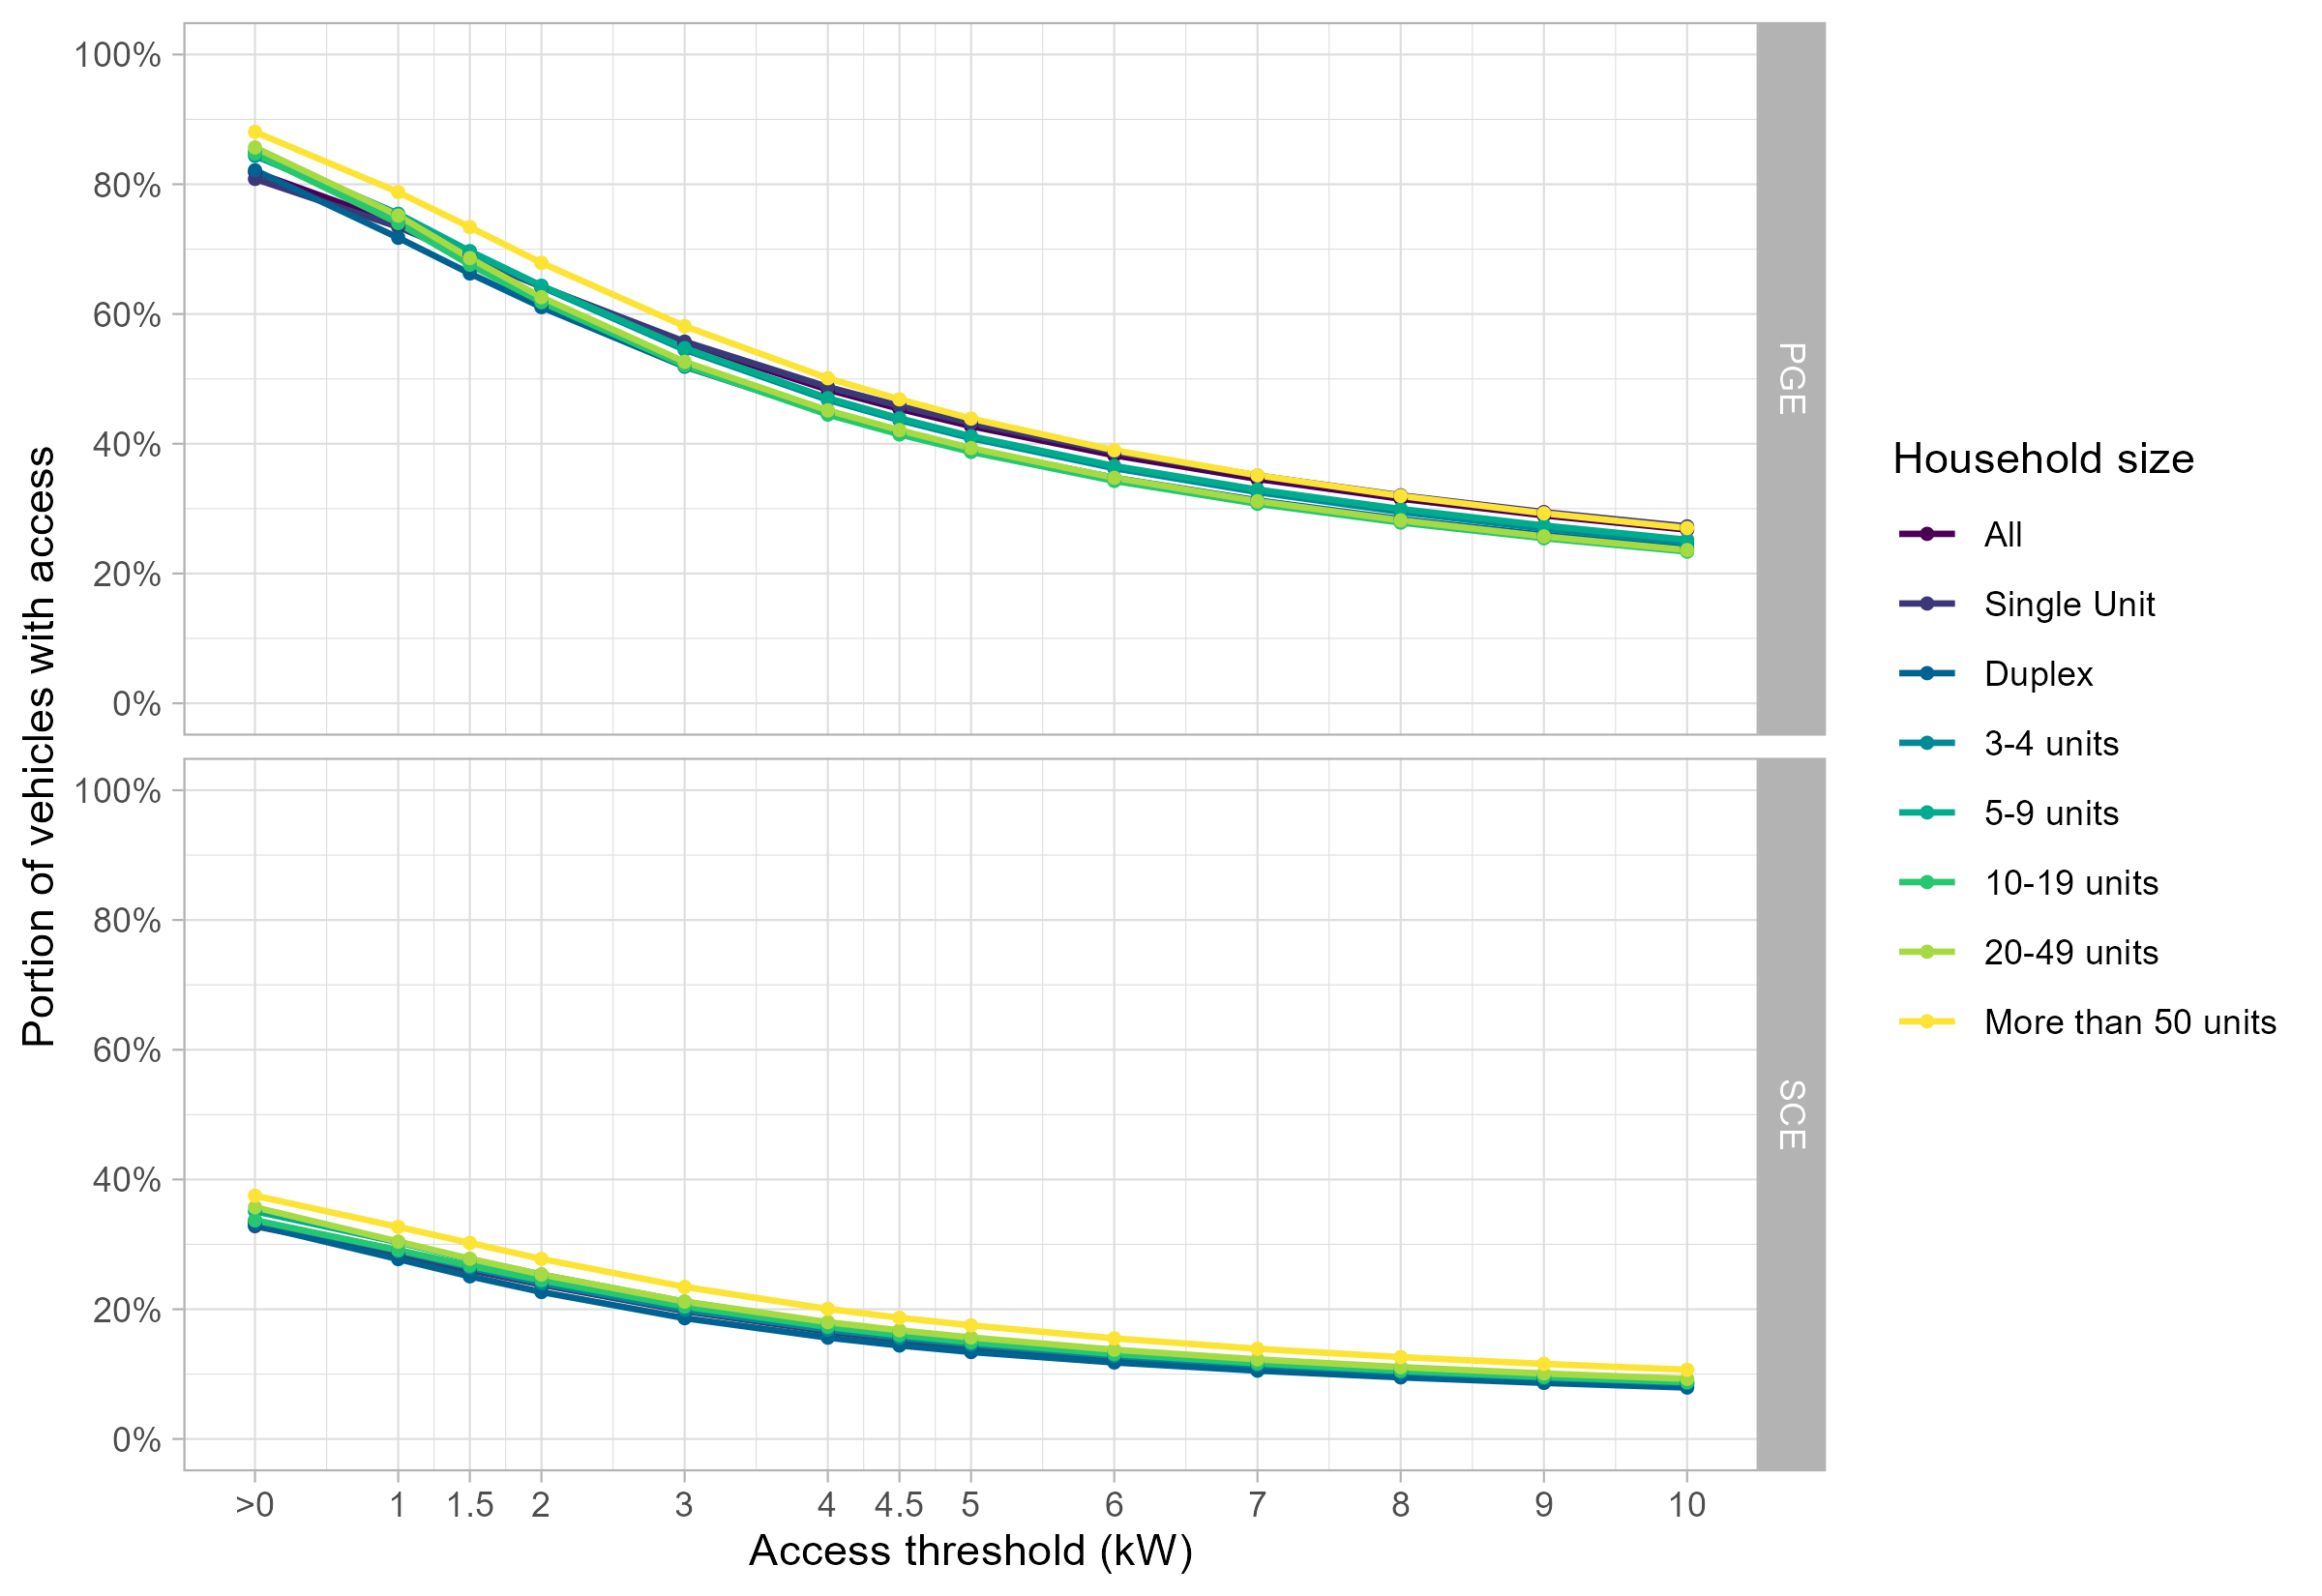 Portion of vehicles with access
100%
80%
60%
40%
20%
0%
PGE
100%
80%
60%
40%
20%
0%
SCE
>0 1 1.5 2 3 4 4.5 5 6 7 8 9 10
Access threshold (kW)
Household size
All
Single Unit
Duplex
3-4 units
5-9 units
10-19 units
20-49 units
More than 50 units